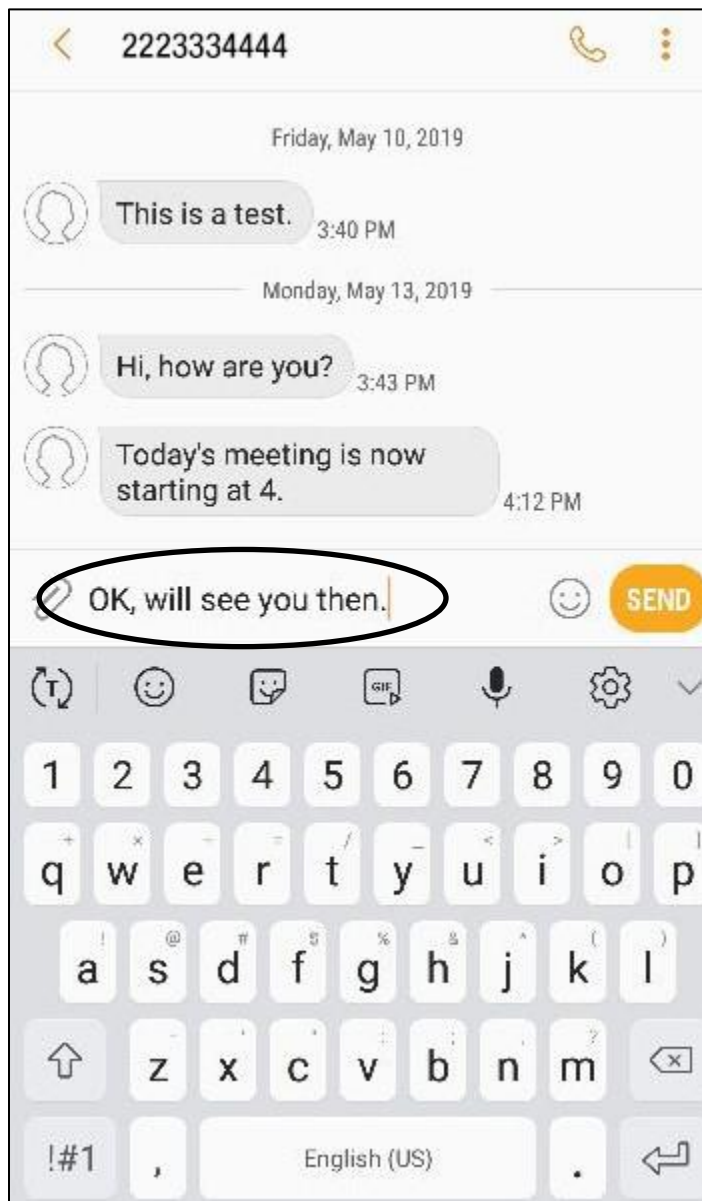 2223334444
Friday, May 10, 2019
This is a test.
3:40 PM
Monday, May 13, 2019
Hi, how are you?
3:43 PM
Today's meeting is now
starting at 4.
4:12 PM
OK, will see you then.
SEND
T
GIF
1 2 3 4 5 6 7 8 9 0
q w e r t y u i o p
a s d f g h j k l
! @ # % & ^ ( )
z x c v b n m
!#1 , English (US) .